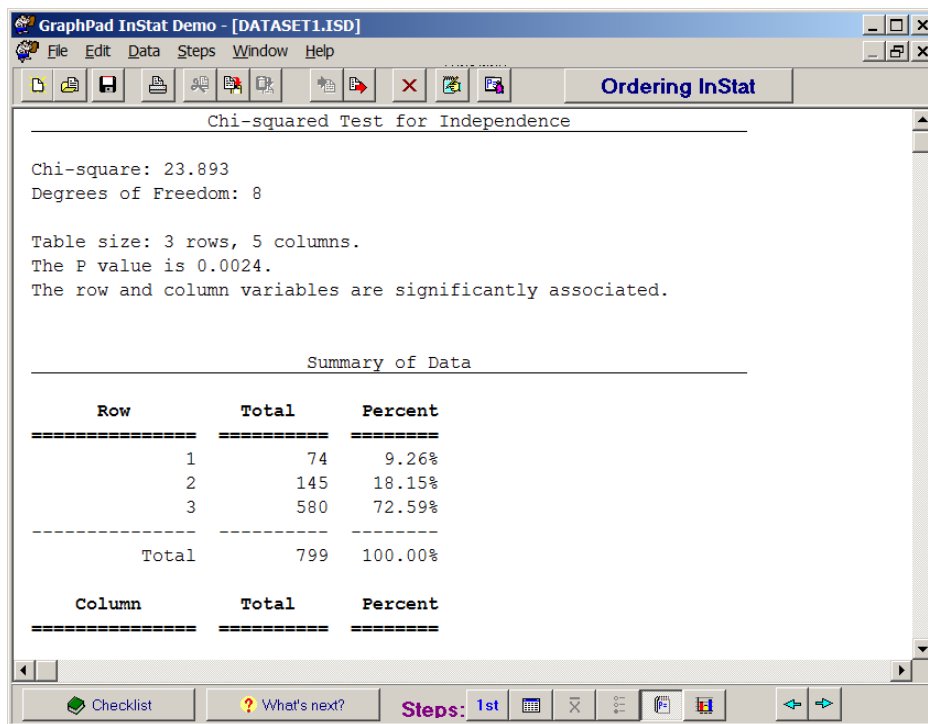 GraphPad InStat Demo - [DATASET1.ISD]
File Edit Data Steps Window Help
Ordering InStat
Chi-squared Test for Independence
Chi-square: 23.893
Degrees of Freedom: 8
Table size: 3 rows, 5 columns.
The P value is 0.0024.
The row and column variables are significantly associated.
Summary of Data
Row Total Percent
=============== ========== ========
1 74 9.26%
2 145 18.15%
3 580 72.59%
--------------- ---------- --------
Total 799 100.00%
Column Total Percent
=============== ========== ========
Checklist ? What's next? Steps: 1st